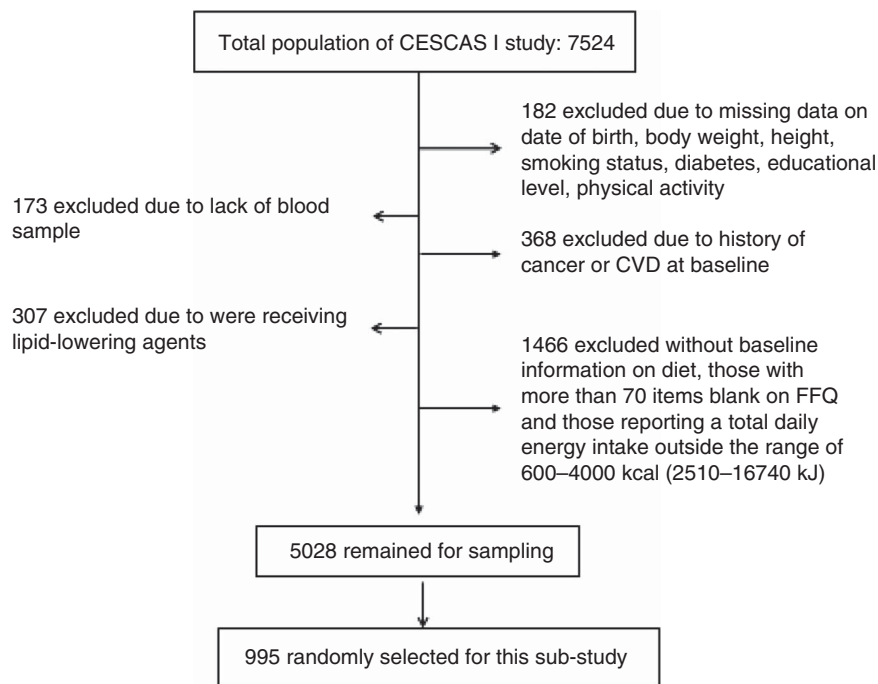 Total population of CESCAS I study: 7524
182 excluded due to missing data on
date of birth, body weight, height,
smoking status, diabetes, educational
level, physical activity
173 excluded due to lack of blood
sample
368 excluded due to history of
cancer or CVD at baseline
307 excluded due to were receiving
lipid-lowering agents
1466 excluded without baseline
information on diet, those with
more than 70 items blank on FFQ
and those reporting a total daily
energy intake outside the range of
600–4000 kcal (2510–16740 kJ)
5028 remained for sampling
995 randomly selected for this sub-study